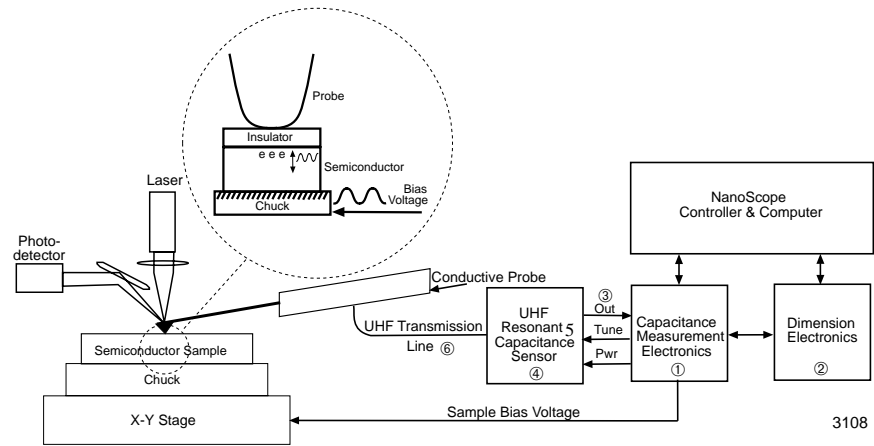 Probe
Insulator
e e e
Semiconductor
Bias
Voltage
Chuck
Laser
Photo-
detector
NanoScope
Controller & Computer
Conductive Probe
UHF Transmission
Line ⑥
UHF
Resonant 5
Capacitance
Sensor
④
③
Out
Tune
Pwr
Capacitance
Measurement
Electronics
①
Dimension
Electronics
②
Semiconductor Sample
Chuck
X-Y Stage
Sample Bias Voltage
3108